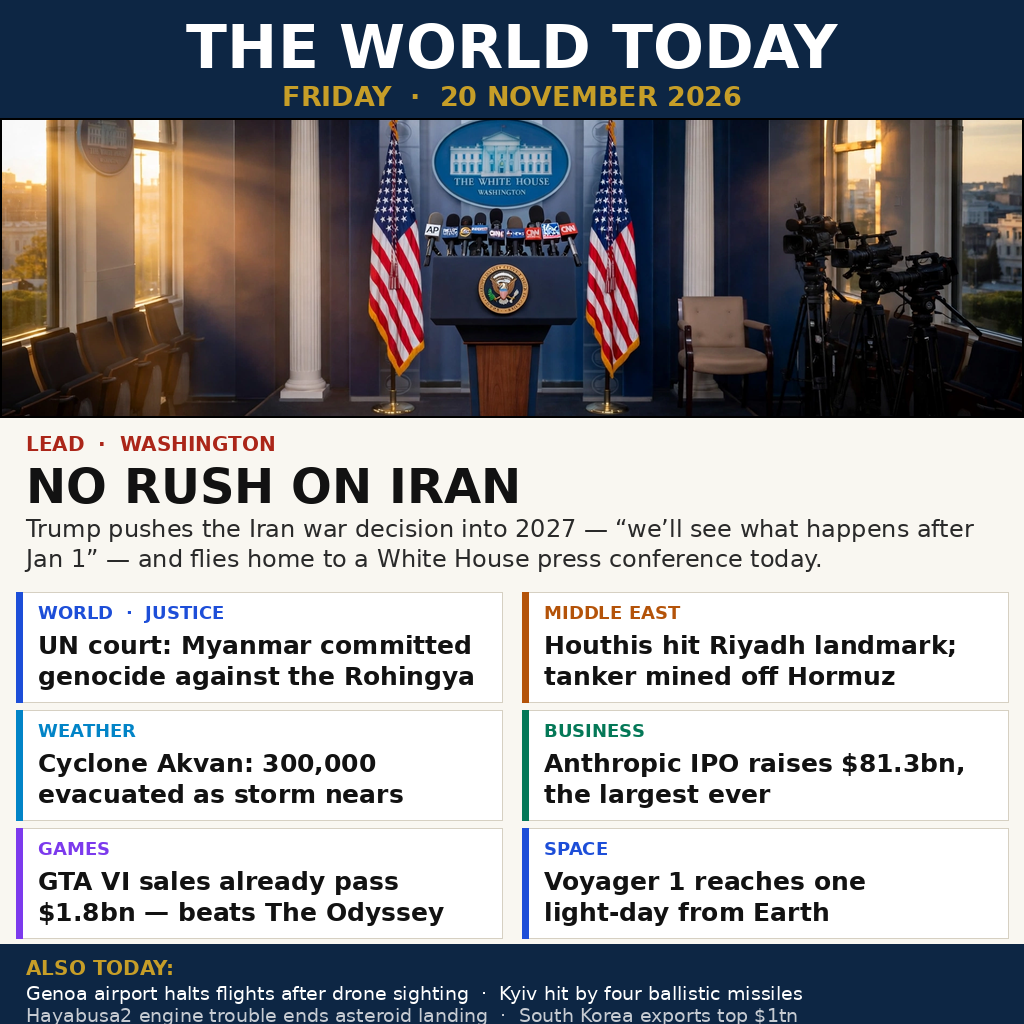 THE WORLD TODAY
FRIDAY · 20 NOVEMBER 2026
THE WHITE HOUSE
WASHINGTON
AP
CNN
CNN
CNN
LEAD · WASHINGTON
NO RUSH ON IRAN
Trump pushes the Iran war decision into 2027 — “we’ll see what happens after
Jan 1” — and flies home to a White House press conference today.
WORLD · JUSTICE
UN court: Myanmar committed
genocide against the Rohingya
MIDDLE EAST
Houthis hit Riyadh landmark;
tanker mined off Hormuz
WEATHER
Cyclone Akvan: 300,000
evacuated as storm nears
BUSINESS
Anthropic IPO raises $81.3bn,
the largest ever
GAMES
GTA VI sales already pass
$1.8bn — beats The Odyssey
SPACE
Voyager 1 reaches one
light-day from Earth
ALSO TODAY:
Genoa airport halts flights after drone sighting · Kyiv hit by four ballistic missiles
Hayabusa2 engine trouble ends asteroid landing · South Korea exports top $1tn